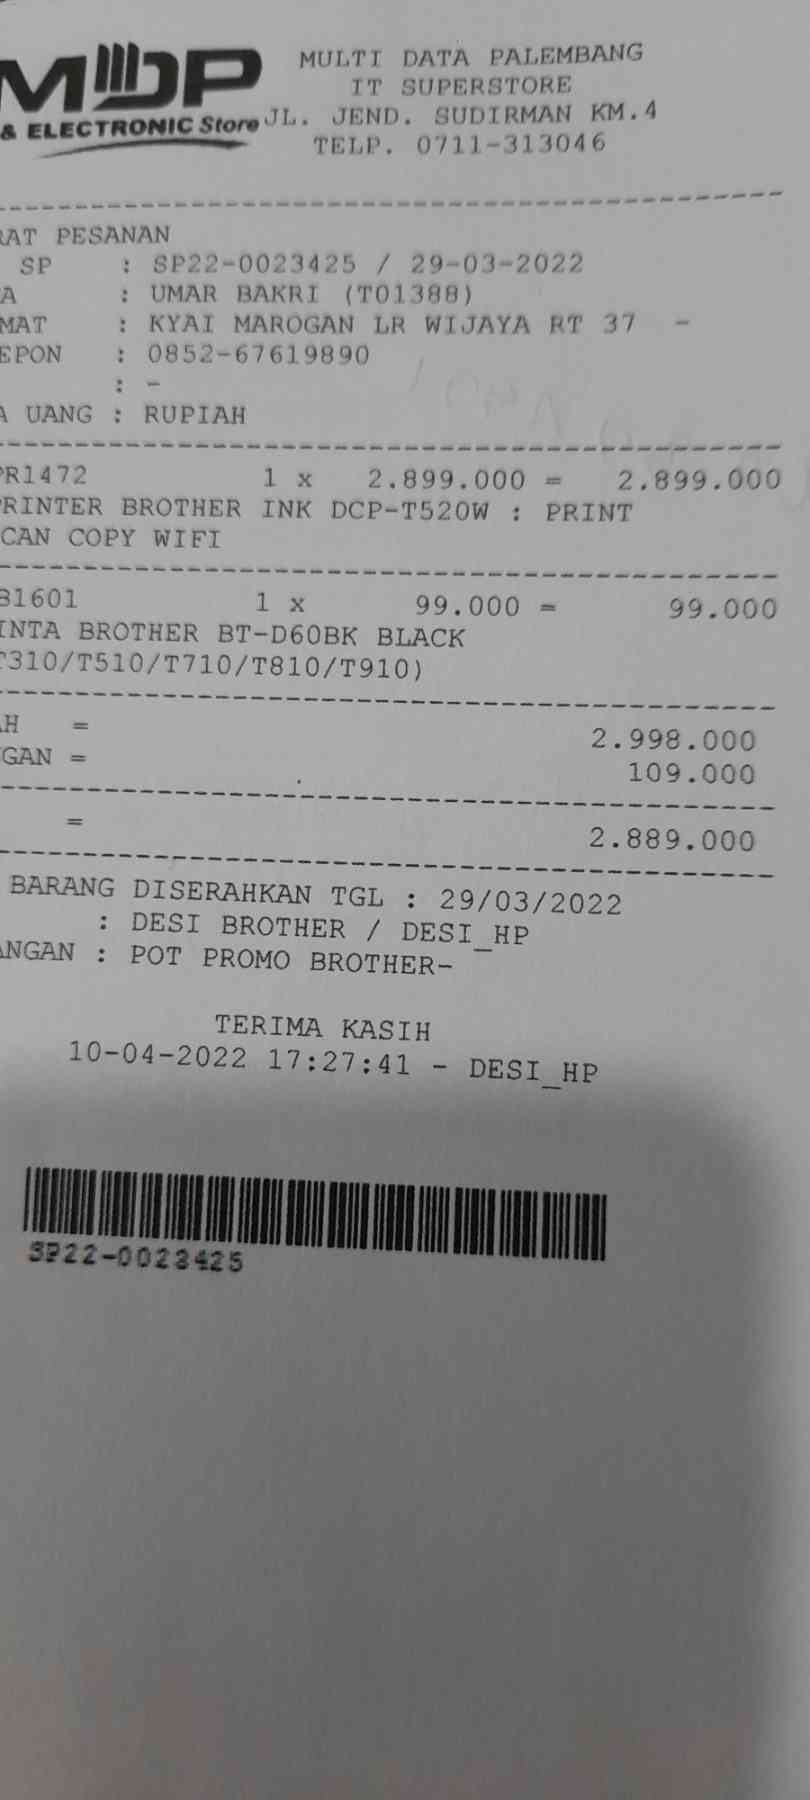 MDP
& ELECTRONIC Store
MULTI DATA PALEMBANG
IT SUPERSTORE
JL. JEND. SUDIRMAN KM.4
TELP. 0711-313046
RAT PESANAN
SP : SP22-0023425 / 29-03-2022
A : UMAR BAKRI (T01388)
MAT : KYAI MAROGAN LR WIJAYA RT 37 -
EPON : 0852-67619890
: -
A UANG : RUPIAH
PR1472 1 x 2.899.000 = 2.899.000
PRINTER BROTHER INK DCP-T520W : PRINT
CAN COPY WIFI
B1601 1 x 99.000 = 99.000
INTA BROTHER BT-D60BK BLACK
T310/T510/T710/T810/T910)
AH = 2.998.000
NGAN = 109.000
= 2.889.000
BARANG DISERAHKAN TGL : 29/03/2022
: DESI BROTHER / DESI_HP
ANGAN : POT PROMO BROTHER-
TERIMA KASIH
10-04-2022 17:27:41 - DESI_HP
SP22-0023425